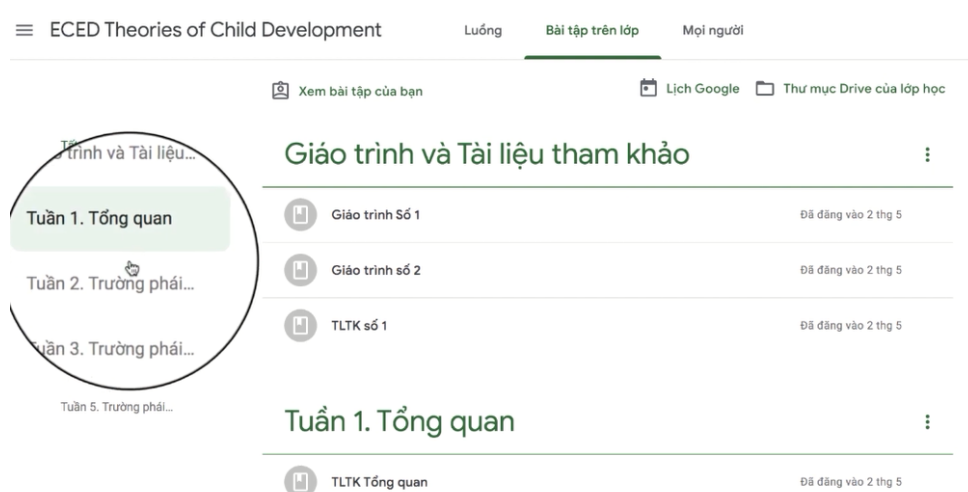 ECED Theories of Child Development
Luồng
Bài tập trên lớp
Mọi người
Xem bài tập của bạn
Lịch Google
Thư mục Drive của lớp học
trình và Tài liệu...
Tuần 1. Tổng quan
Tuần 2. Trường phái...
Tuần 3. Trường phái...
Tuần 5. Trường phái...
Giáo trình và Tài liệu tham khảo
Giáo trình Số 1
Đã đăng vào 2 thg 5
Giáo trình số 2
Đã đăng vào 2 thg 5
TLTK số 1
Đã đăng vào 2 thg 5
Tuần 1. Tổng quan
TLTK Tổng quan
Đã đăng vào 2 thg 5